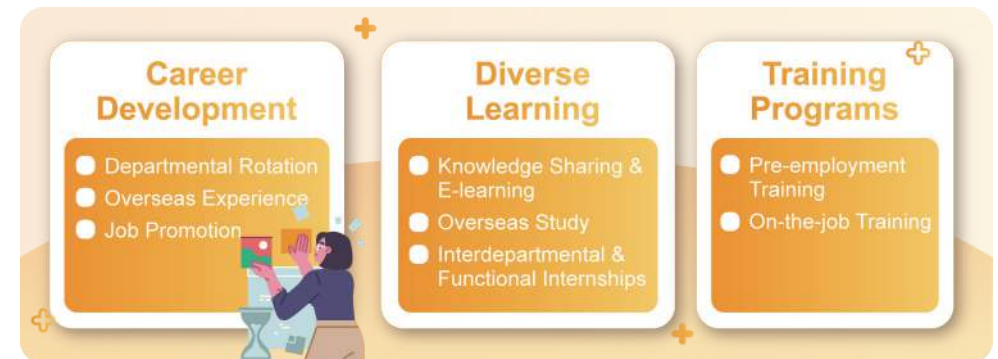 Career
Development
Departmental Rotation
Overseas Experience
Job Promotion
Diverse
Learning
Knowledge Sharing &
E-learning
Overseas Study
Interdepartmental &
Functional Internships
Training
Programs
Pre-employment
Training
On-the-job Training